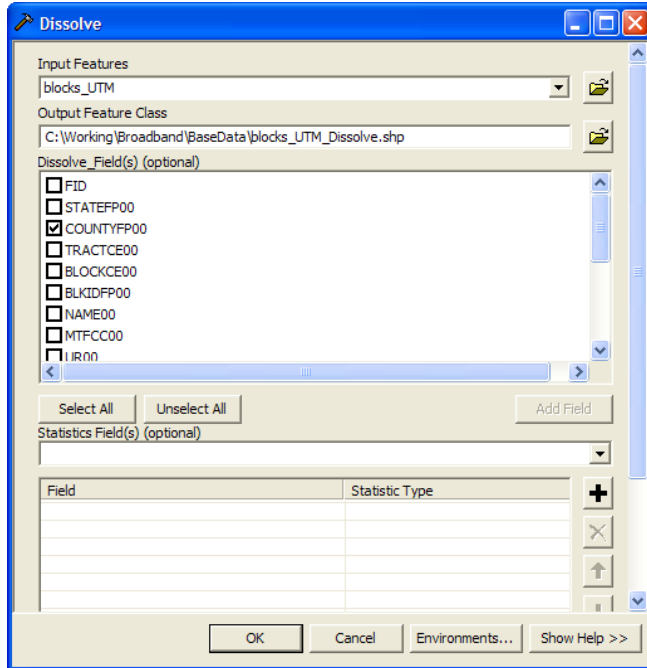 Dissolve
Input Features
blocks_UTM
Output Feature Class
C:\Working\Broadband\BaseData\blocks_UTM_Dissolve.shp
Dissolve_Field(s) (optional)
FID
STATEFP00
COUNTYFP00
TRACTCE00
BLOCKCE00
BLKIDFP00
NAME00
MTFCC00
UR00
Select All Unselect All Add Field
Statistics Field(s) (optional)
Field Statistic Type
OK Cancel Environments... Show Help >>